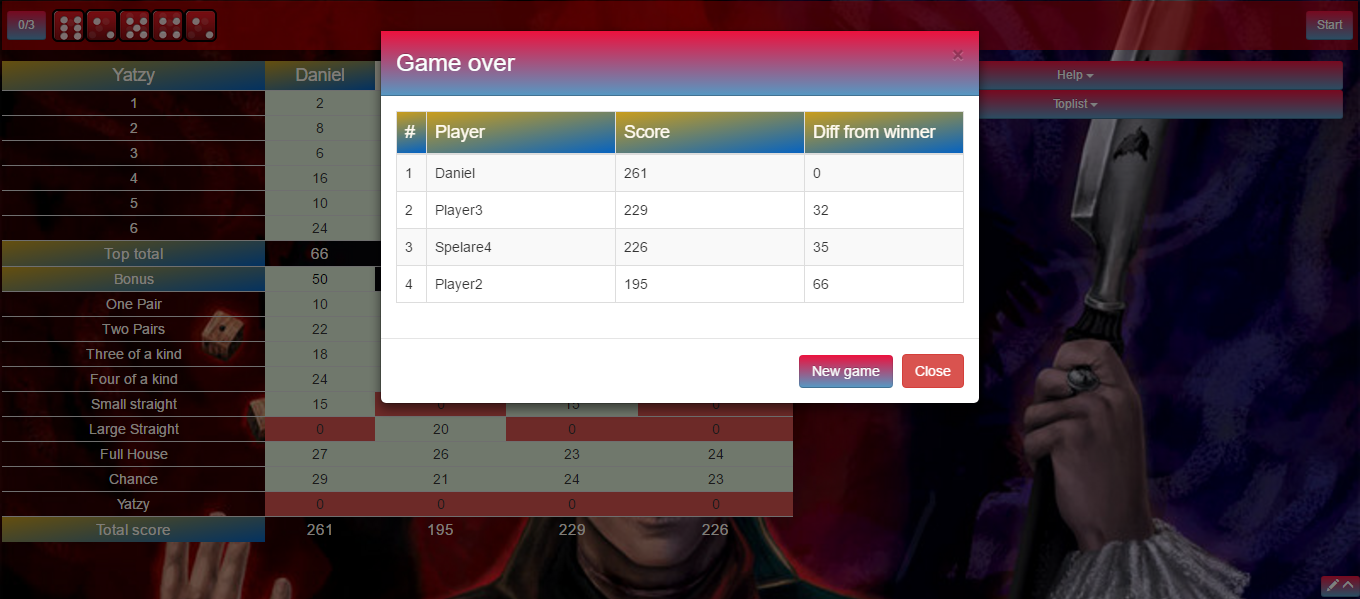 0/3
Start
Game over
×
Help
Toplist
# Player Score Diff from winner
1 Daniel 261 0
2 Player3 229 32
3 Spelare4 226 35
4 Player2 195 66
New game Close
Yatzy Daniel
1 2
2 8
3 6
4 16
5 10
6 24
Top total 66
Bonus 50
One Pair 10
Two Pairs 22
Three of a kind 18
Four of a kind 24
Small straight 15 0 15 0
Large Straight 0 20 0 0
Full House 27 26 23 24
Chance 29 21 24 23
Yatzy 0 0 0 0
Total score 261 195 229 226